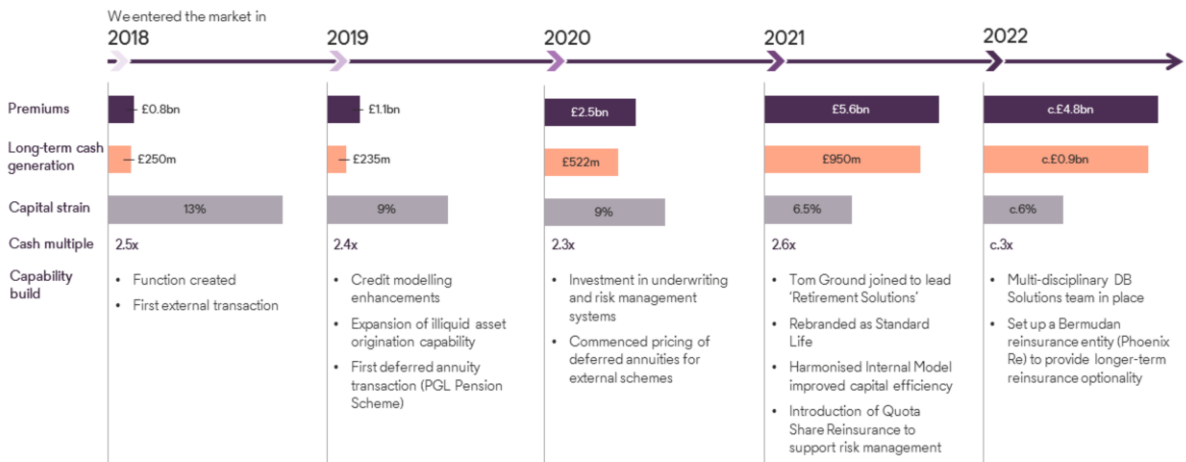 We entered the market in
2018
2019
2020
2021
2022
Premiums
£0.8bn
£1.1bn
£2.5bn
£5.6bn
c.£4.8bn
Long-term cash
generation
£250m
£235m
£522m
£950m
c.£0.9bn
Capital strain
13%
9%
9%
6.5%
c.6%
Cash multiple
2.5x
2.4x
2.3x
2.6x
c.3x
Capability
build
• Function created
• First external transaction
• Credit modelling
enhancements
• Expansion of illiquid asset
origination capability
• First deferred annuity
transaction (PGL Pension
Scheme)
• Investment in underwriting
and risk management
systems
• Commenced pricing of
deferred annuities for
external schemes
• Tom Ground joined to lead
‘Retirement Solutions’
• Rebranded as Standard
Life
• Harmonised Internal Model
improved capital efficiency
• Introduction of Quota
Share Reinsurance to
support risk management
• Multi-disciplinary DB
Solutions team in place
• Set up a Bermudan
reinsurance entity (Phoenix
Re) to provide longer-term
reinsurance optionality